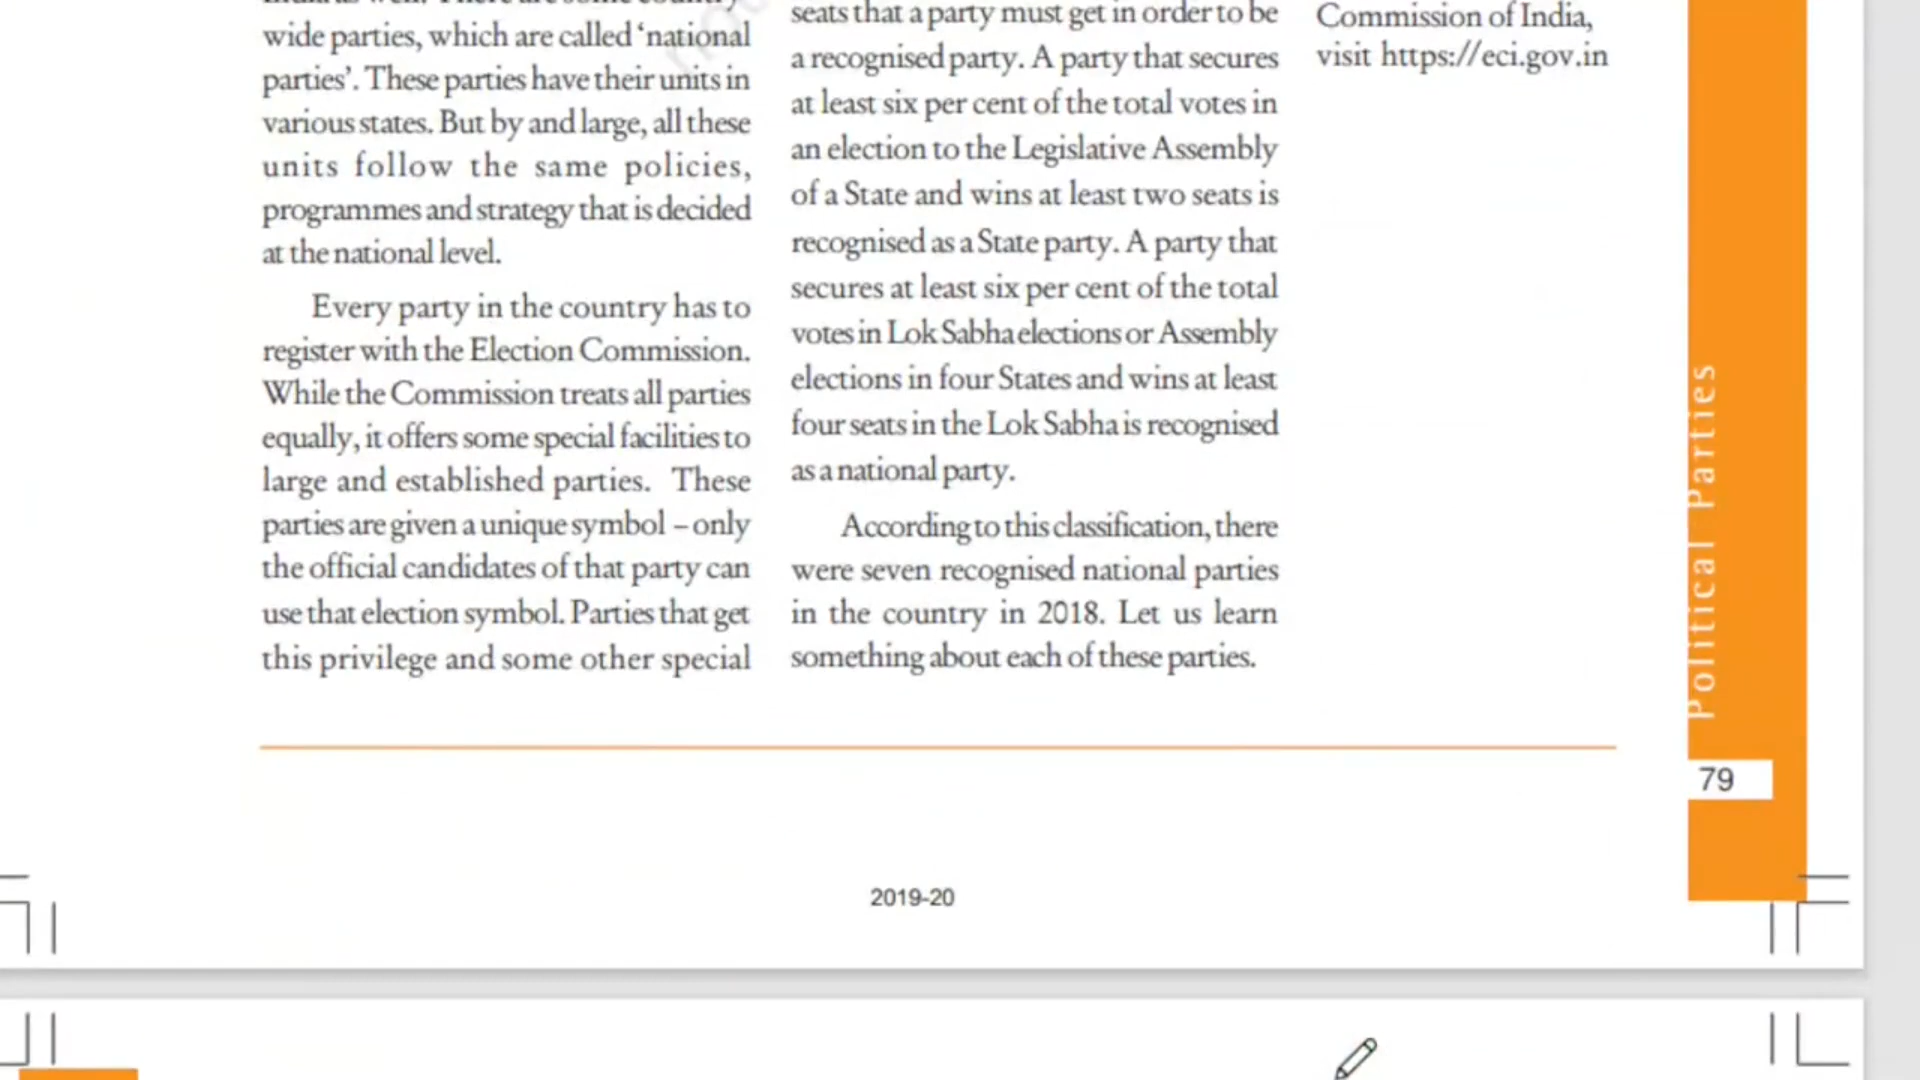 wide parties, which are called ‘national
parties’. These parties have their units in
various states. But by and large, all these
units follow the same policies,
programmes and strategy that is decided
at the national level.
Every party in the country has to
register with the Election Commission.
While the Commission treats all parties
equally, it offers some special facilities to
large and established parties. These
parties are given a unique symbol – only
the official candidates of that party can
use that election symbol. Parties that get
this privilege and some other special
seats that a party must get in order to be
a recognised party. A party that secures
at least six per cent of the total votes in
an election to the Legislative Assembly
of a State and wins at least two seats is
recognised as a State party. A party that
secures at least six per cent of the total
votes in Lok Sabha elections or Assembly
elections in four States and wins at least
four seats in the Lok Sabha is recognised
as a national party.
According to this classification, there
were seven recognised national parties
in the country in 2018. Let us learn
something about each of these parties.
Commission of India,
visit https://eci.gov.in
Political Parties
79
2019-20